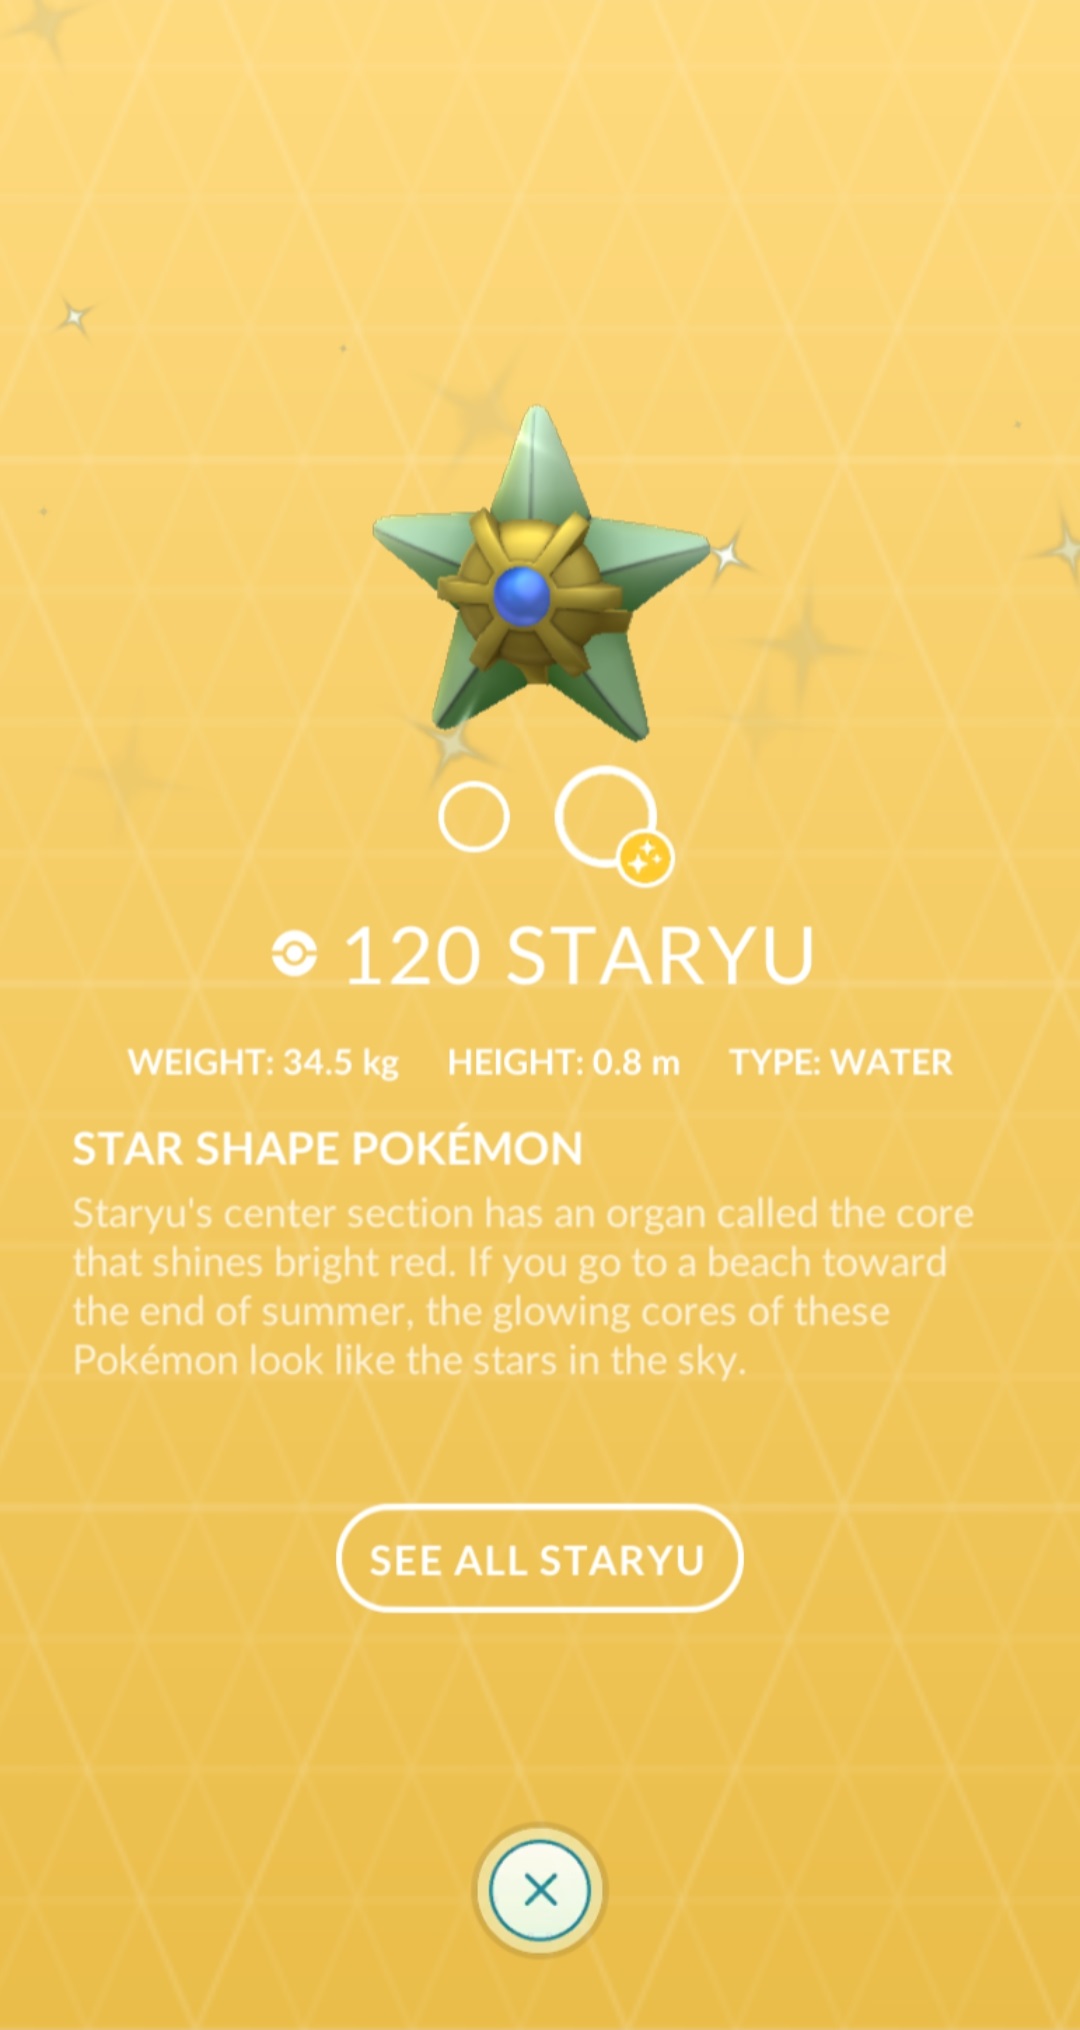 120 STARYU
WEIGHT: 34.5 kg HEIGHT: 0.8 m TYPE: WATER
STAR SHAPE POKÉMON
Staryu's center section has an organ called the core
that shines bright red. If you go to a beach toward
the end of summer, the glowing cores of these
Pokémon look like the stars in the sky.
SEE ALL STARYU